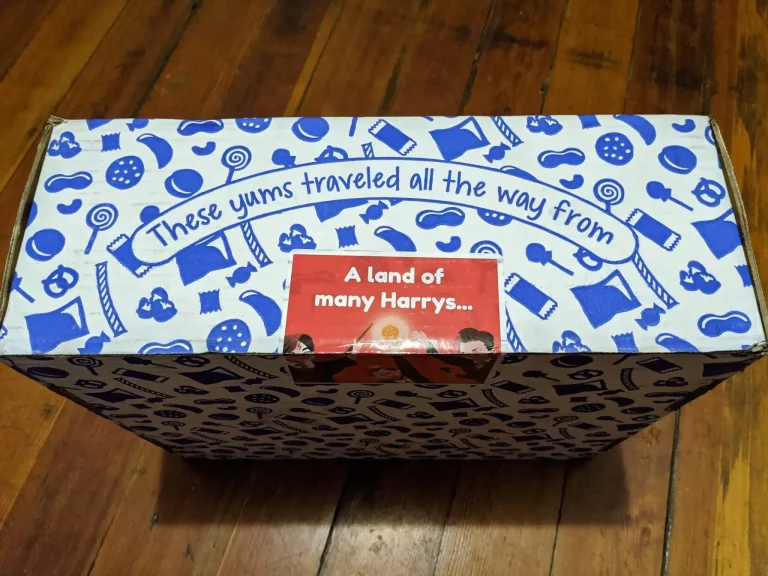 These yums traveled all the way from
A land of
many Harrys...